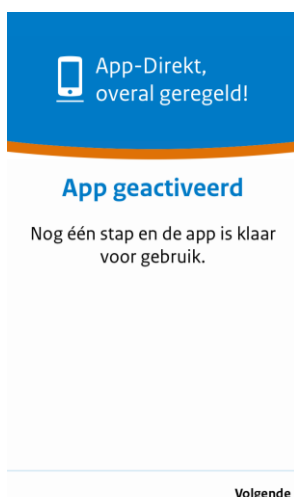 App-Direkt,
overal geregeld!
App geactiveerd
Nog één stap en de app is klaar
voor gebruik.
Volgende